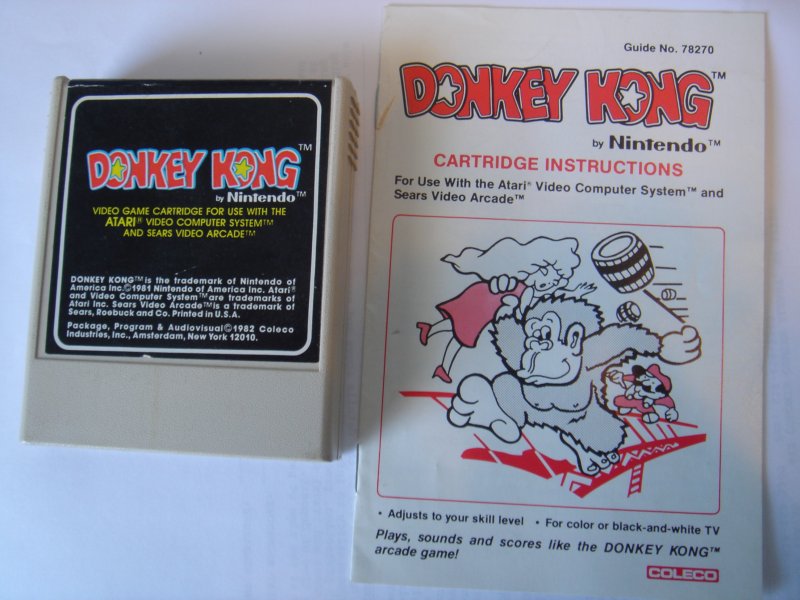 DONKEY KONG™
by Nintendo™
VIDEO GAME CARTRIDGE FOR USE WITH THE
ATARI® VIDEO COMPUTER SYSTEM™
AND SEARS VIDEO ARCADE™
DONKEY KONG™ is the trademark of Nintendo of
America Inc.©1981 Nintendo of America Inc. Atari®
and Video Computer System™ are trademarks of
Atari Inc. Sears Video Arcade™ is a trademark of
Sears, Roebuck and Co. Printed in U.S.A.
Package, Program & Audiovisual©1982 Coleco
Industries, Inc., Amsterdam, New York 12010.
Guide No. 78270
DONKEY KONG™
by Nintendo™
CARTRIDGE INSTRUCTIONS
For Use With the Atari® Video Computer System™ and
Sears Video Arcade™
• Adjusts to your skill level • For color or black-and-white TV
Plays, sounds and scores like the DONKEY KONG™
arcade game!
COLECO